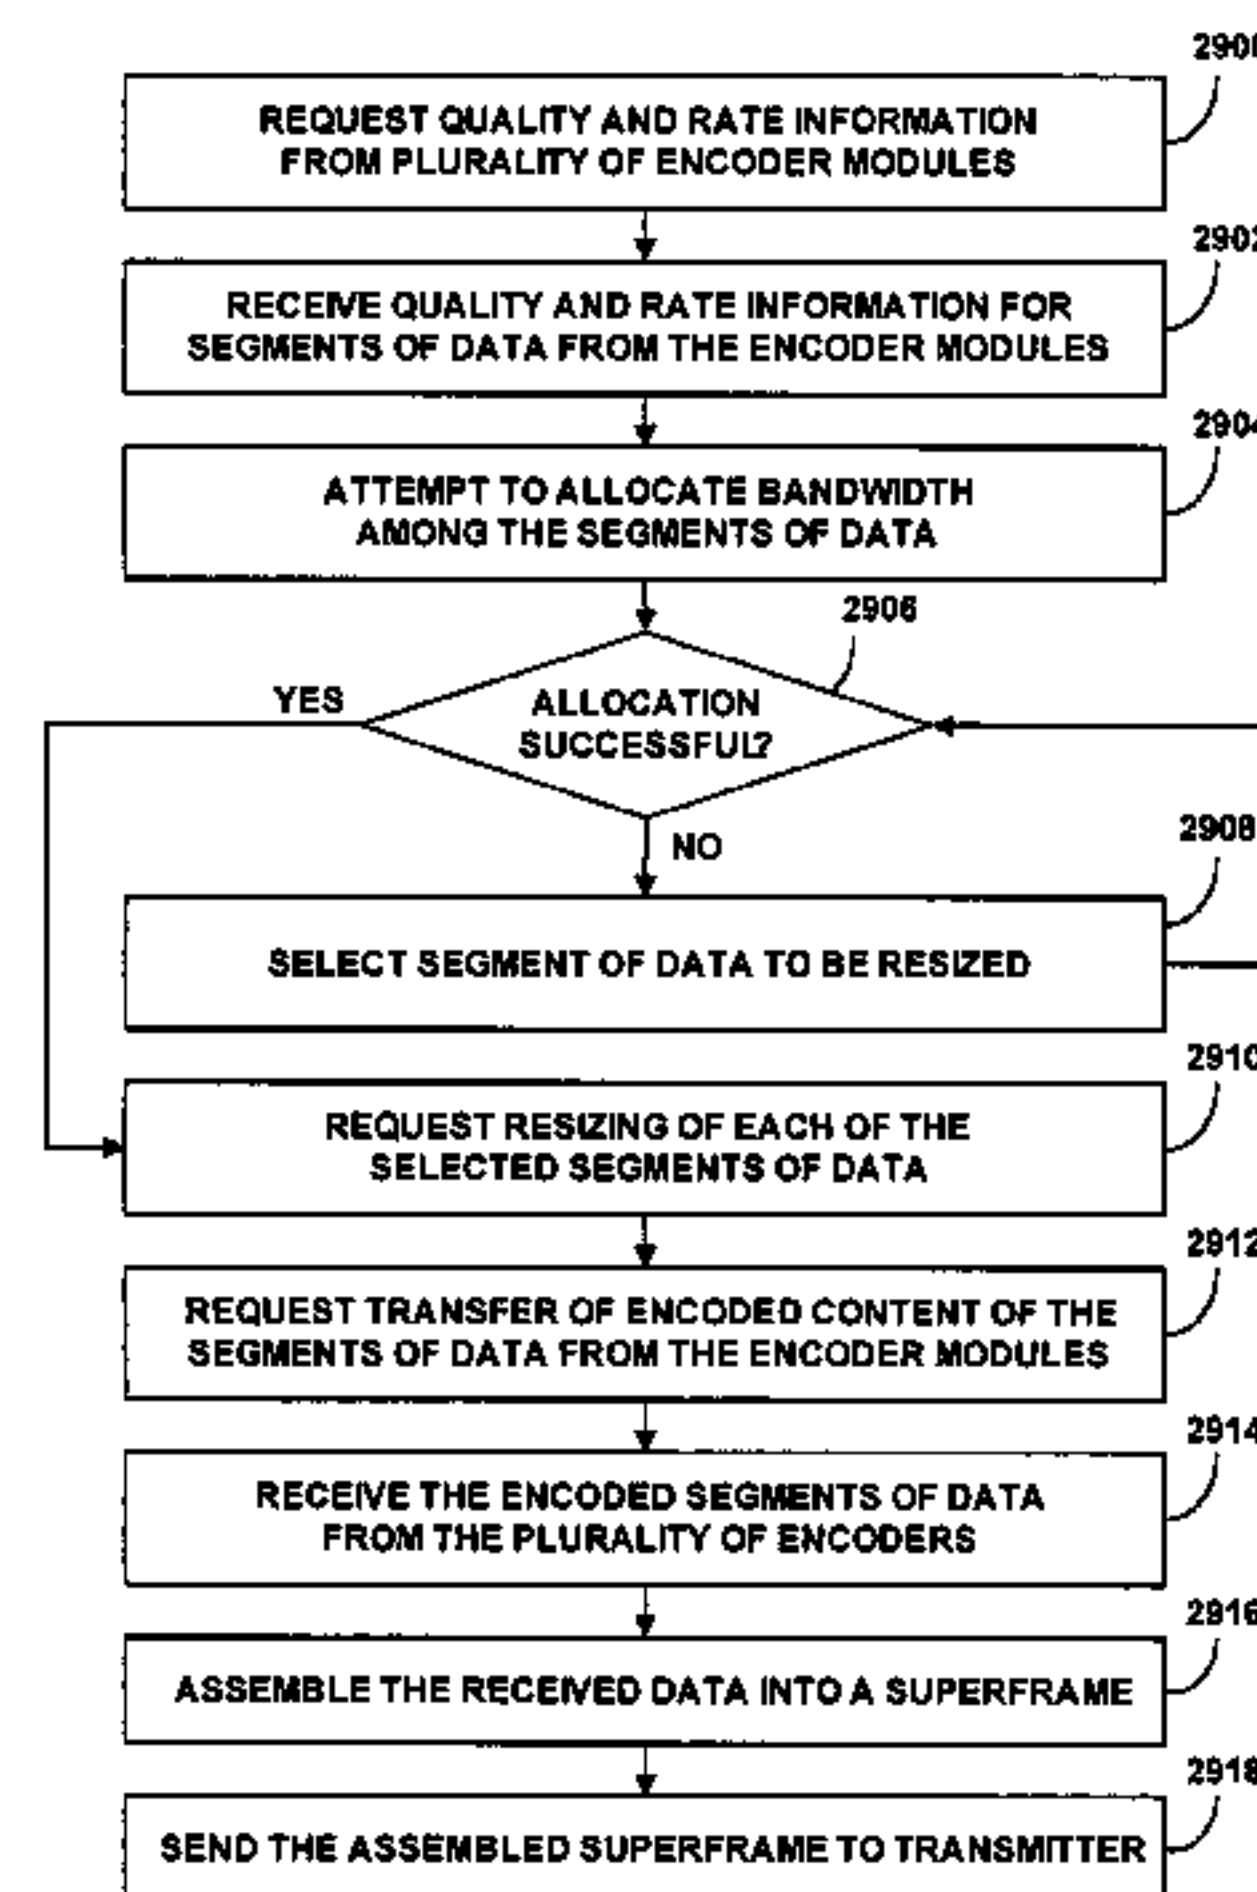 2900
REQUEST QUALITY AND RATE INFORMATION
FROM PLURALITY OF ENCODER MODULES
2902
RECEIVE QUALITY AND RATE INFORMATION FOR
SEGMENTS OF DATA FROM THE ENCODER MODULES
2904
ATTEMPT TO ALLOCATE BANDWIDTH
AMONG THE SEGMENTS OF DATA
2906
YES
ALLOCATION
SUCCESSFUL?
NO
2908
SELECT SEGMENT OF DATA TO BE RESIZED
2910
REQUEST RESIZING OF EACH OF THE
SELECTED SEGMENTS OF DATA
2912
REQUEST TRANSFER OF ENCODED CONTENT OF THE
SEGMENTS OF DATA FROM THE ENCODER MODULES
2914
RECEIVE THE ENCODED SEGMENTS OF DATA
FROM THE PLURALITY OF ENCODERS
2916
ASSEMBLE THE RECEIVED DATA INTO A SUPERFRAME
2918
SEND THE ASSEMBLED SUPERFRAME TO TRANSMITTER